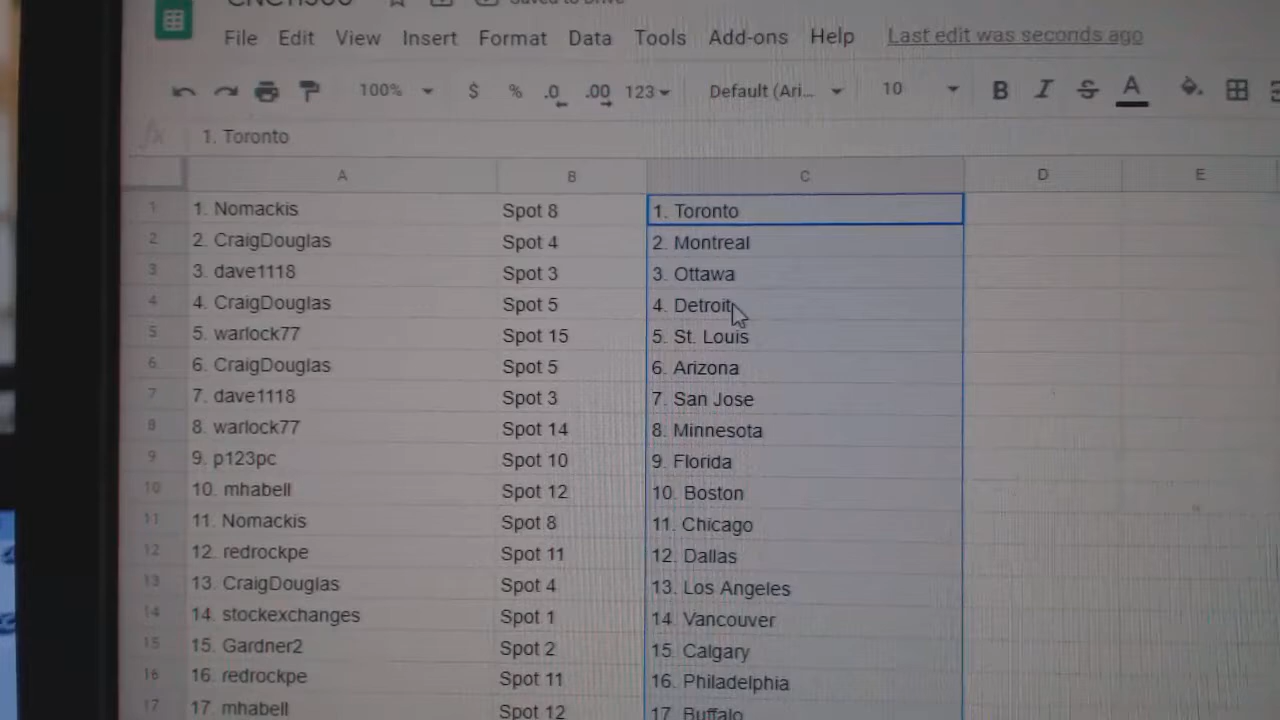 File Edit View Insert Format Data Tools Add-ons Help Last edit was seconds ago
100% $ % .0 .00 123 Default (Ari... 10 B I S A
fx 1. Toronto
A B C D E
1 1. Nomackis Spot 8 1. Toronto
2 2. CraigDouglas Spot 4 2. Montreal
3 3. dave1118 Spot 3 3. Ottawa
4 4. CraigDouglas Spot 5 4. Detroit
5 5. warlock77 Spot 15 5. St. Louis
6 6. CraigDouglas Spot 5 6. Arizona
7 7. dave1118 Spot 3 7. San Jose
8 8. warlock77 Spot 14 8. Minnesota
9 9. p123pc Spot 10 9. Florida
10 10. mhabell Spot 12 10. Boston
11 11. Nomackis Spot 8 11. Chicago
12 12. redrockpe Spot 11 12. Dallas
13 13. CraigDouglas Spot 4 13. Los Angeles
14 14. stockexchanges Spot 1 14. Vancouver
15 15. Gardner2 Spot 2 15. Calgary
16 16. redrockpe Spot 11 16. Philadelphia
17 17. mhabell Spot 12 17. Buffalo